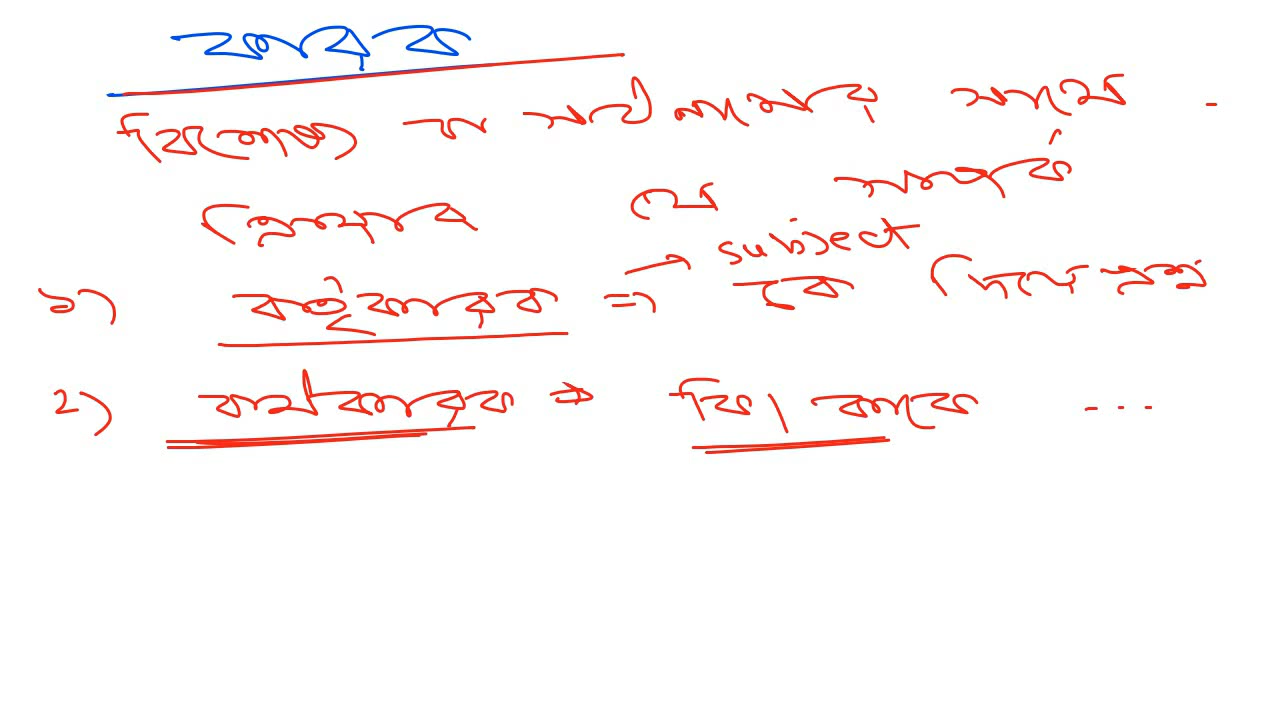 কারক
বিশেষ্য বা সর্বনামের সাথে -
ক্রিয়ার যে সম্পর্ক
→ subject
১) কর্তৃকারক => কে
২) কর্মকারক => কি। কাকে ...